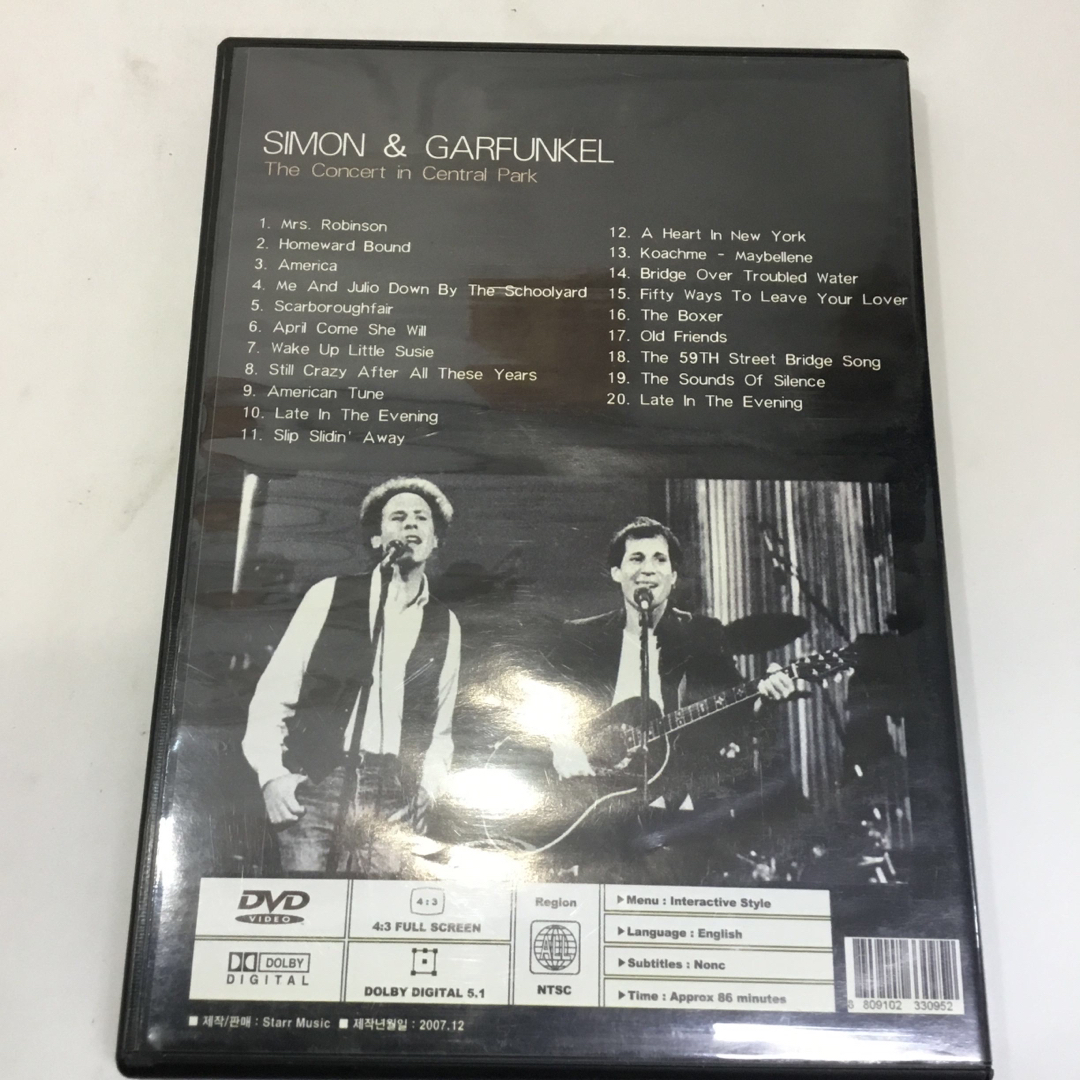 SIMON & GARFUNKEL
The Concert in Central Park
1. Mrs. Robinson
2. Homeward Bound
3. America
4. Me And Julio Down By The Schoolyard
5. Scarboroughfair
6. April Come She Will
7. Wake Up Little Susie
8. Still Crazy After All These Years
9. American Tune
10. Late In The Evening
11. Slip Slidin' Away
12. A Heart In New York
13. Koachme - Maybellene
14. Bridge Over Troubled Water
15. Fifty Ways To Leave Your Lover
16. The Boxer
17. Old Friends
18. The 59TH Street Bridge Song
19. The Sounds Of Silence
20. Late In The Evening
DVD
VIDEO
4:3
4:3 FULL SCREEN
DOLBY
DIGITAL
DOLBY DIGITAL 5.1
Region
ALL
NTSC
▶Menu : Interactive Style
▶Language : English
▶Subtitles : Nonc
▶Time : Approx 86 minutes
8 809102 330952
■ 제작/판매 : Starr Music ■ 제작년월일 : 2007.12